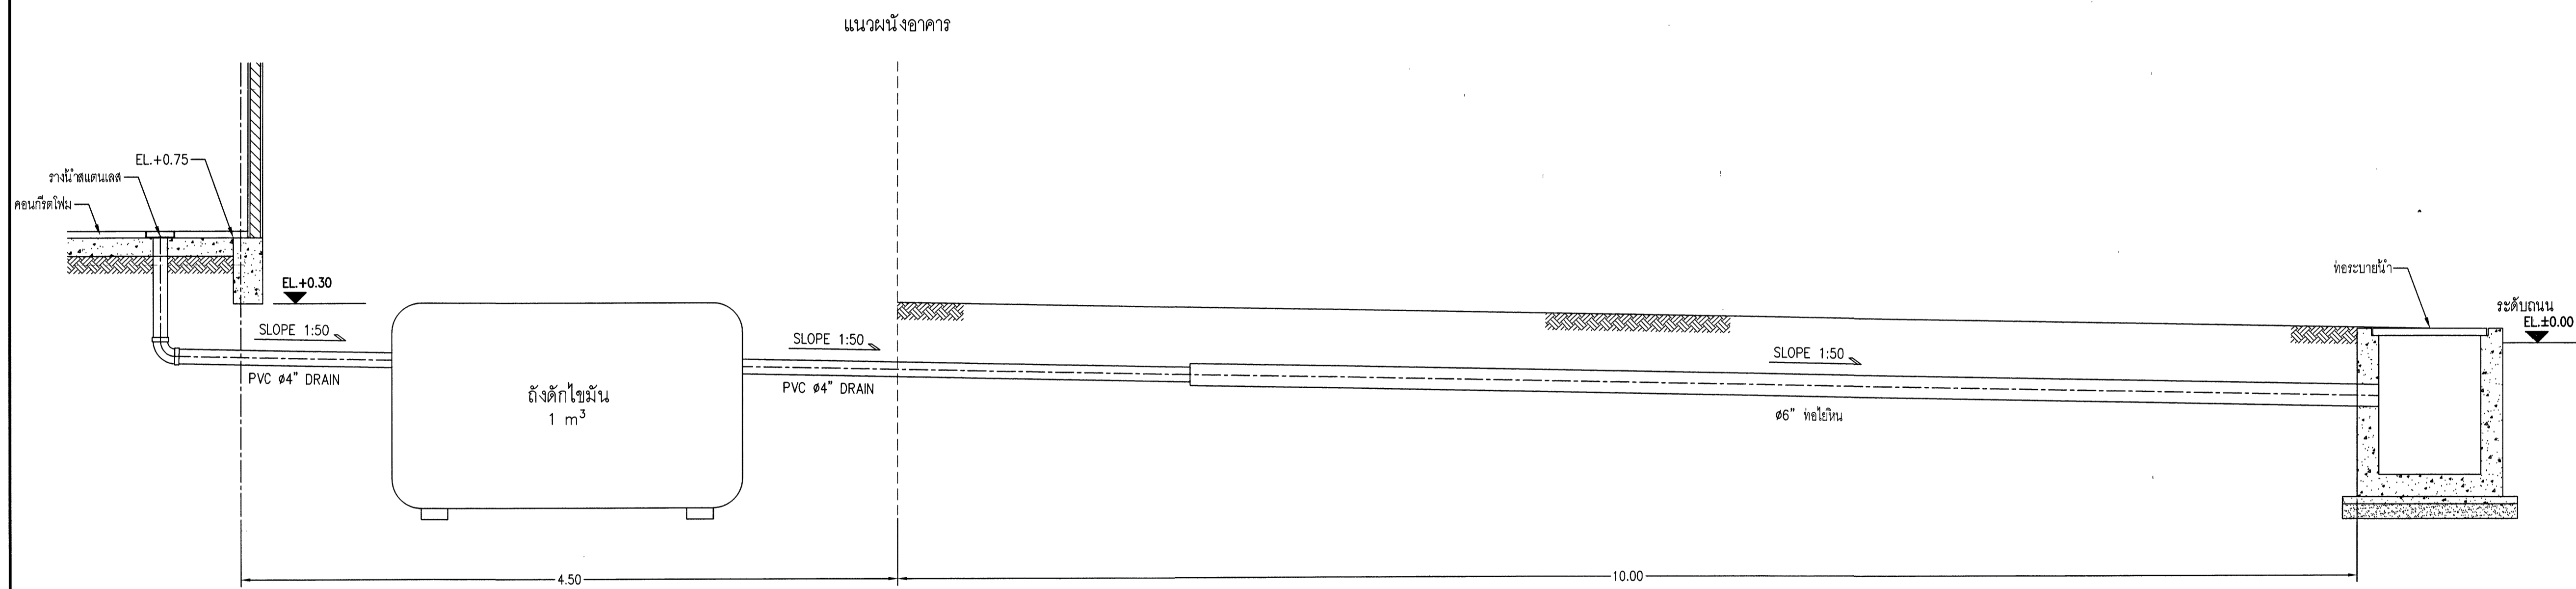 แนวผนังอาคาร
EL.+0.75
รางน้ำสแตนเลส
คอนกรีตโฟม
EL.+0.30
SLOPE 1:50
PVC ø4" DRAIN
ถังดักไขมัน
1 m³
SLOPE 1:50
PVC ø4" DRAIN
SLOPE 1:50
ø6" ท่อใยหิน
ท่อระบายน้ำ
ระดับถนน
EL.±0.00
4.50
10.00